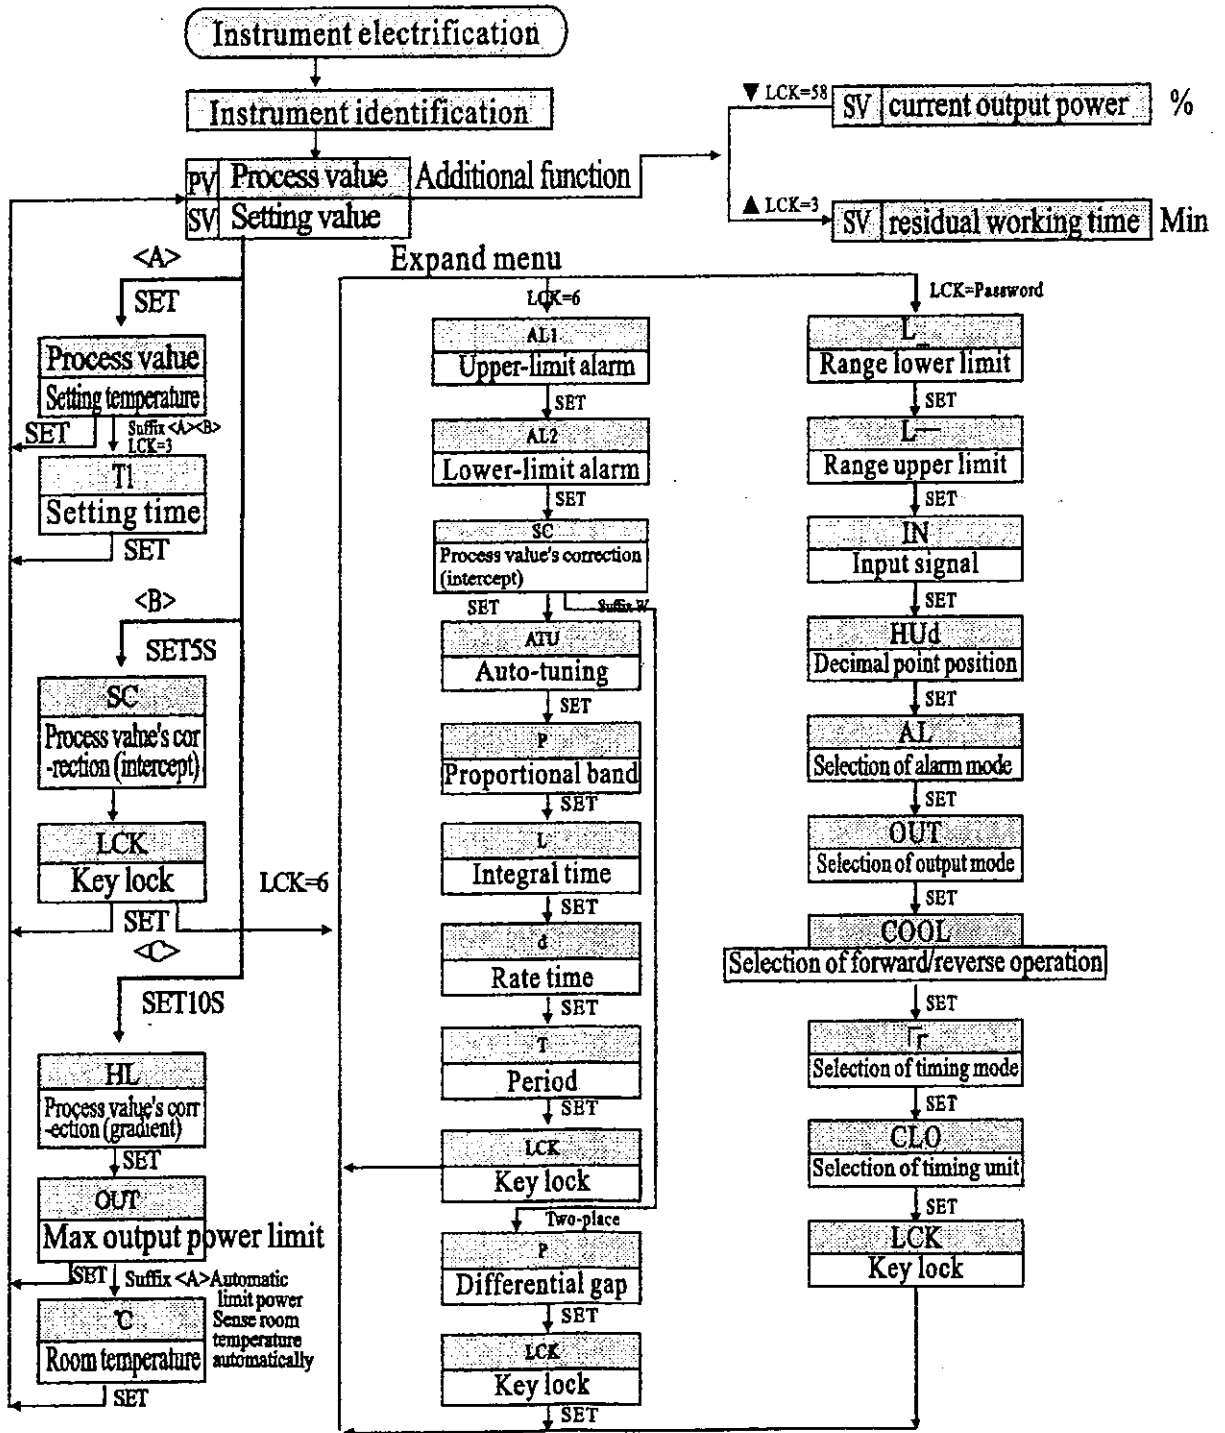 Instrument electrification
Instrument identification
PV Process value
SV Setting value
Additional function
▼ LCK=58
SV current output power %
▲ LCK=3
SV residual working time Min
<A>
SET
Process value
Setting temperature
SET
Suffix <A><B>
LCK=3
T1
Setting time
SET
<B>
SET5S
SC
Process value's cor
-rection (intercept)
LCK
Key lock
SET
LCK=6
<C>
SET10S
HL
Process value's corr
-ection (gradient)
SET
OUT
Max output power limit
SET
Suffix <A>Automatic
limit power
Sense room
temperature
automatically
℃
Room temperature
SET
Expand menu
LCK=6
AL1
Upper-limit alarm
SET
AL2
Lower-limit alarm
SET
SC
Process value's correction
(intercept)
SET
Suffix W
ATU
Auto-tuning
SET
P
Proportional band
SET
L
Integral time
SET
d
Rate time
SET
T
Period
SET
LCK
Key lock
Two-place
P
Differential gap
SET
LCK
Key lock
SET
LCK=Password
L_
Range lower limit
SET
L—
Range upper limit
SET
IN
Input signal
SET
HUd
Decimal point position
SET
AL
Selection of alarm mode
SET
OUT
Selection of output mode
SET
COOL
Selection of forward/reverse operation
SET
Γr
Selection of timing mode
SET
CLO
Selection of timing unit
SET
LCK
Key lock